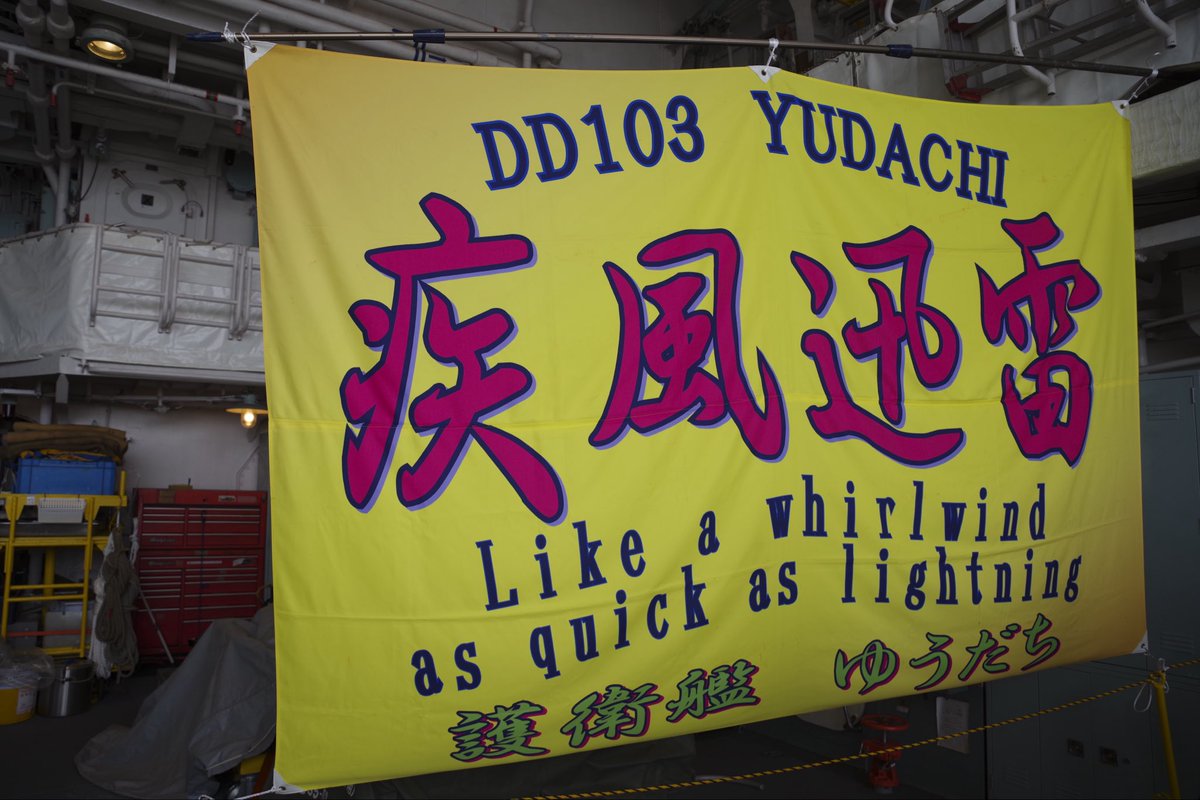 DD103 YUDACHI
疾風迅雷
Like a whirlwind
as quick as lightning
護衛艦 ゆうだち